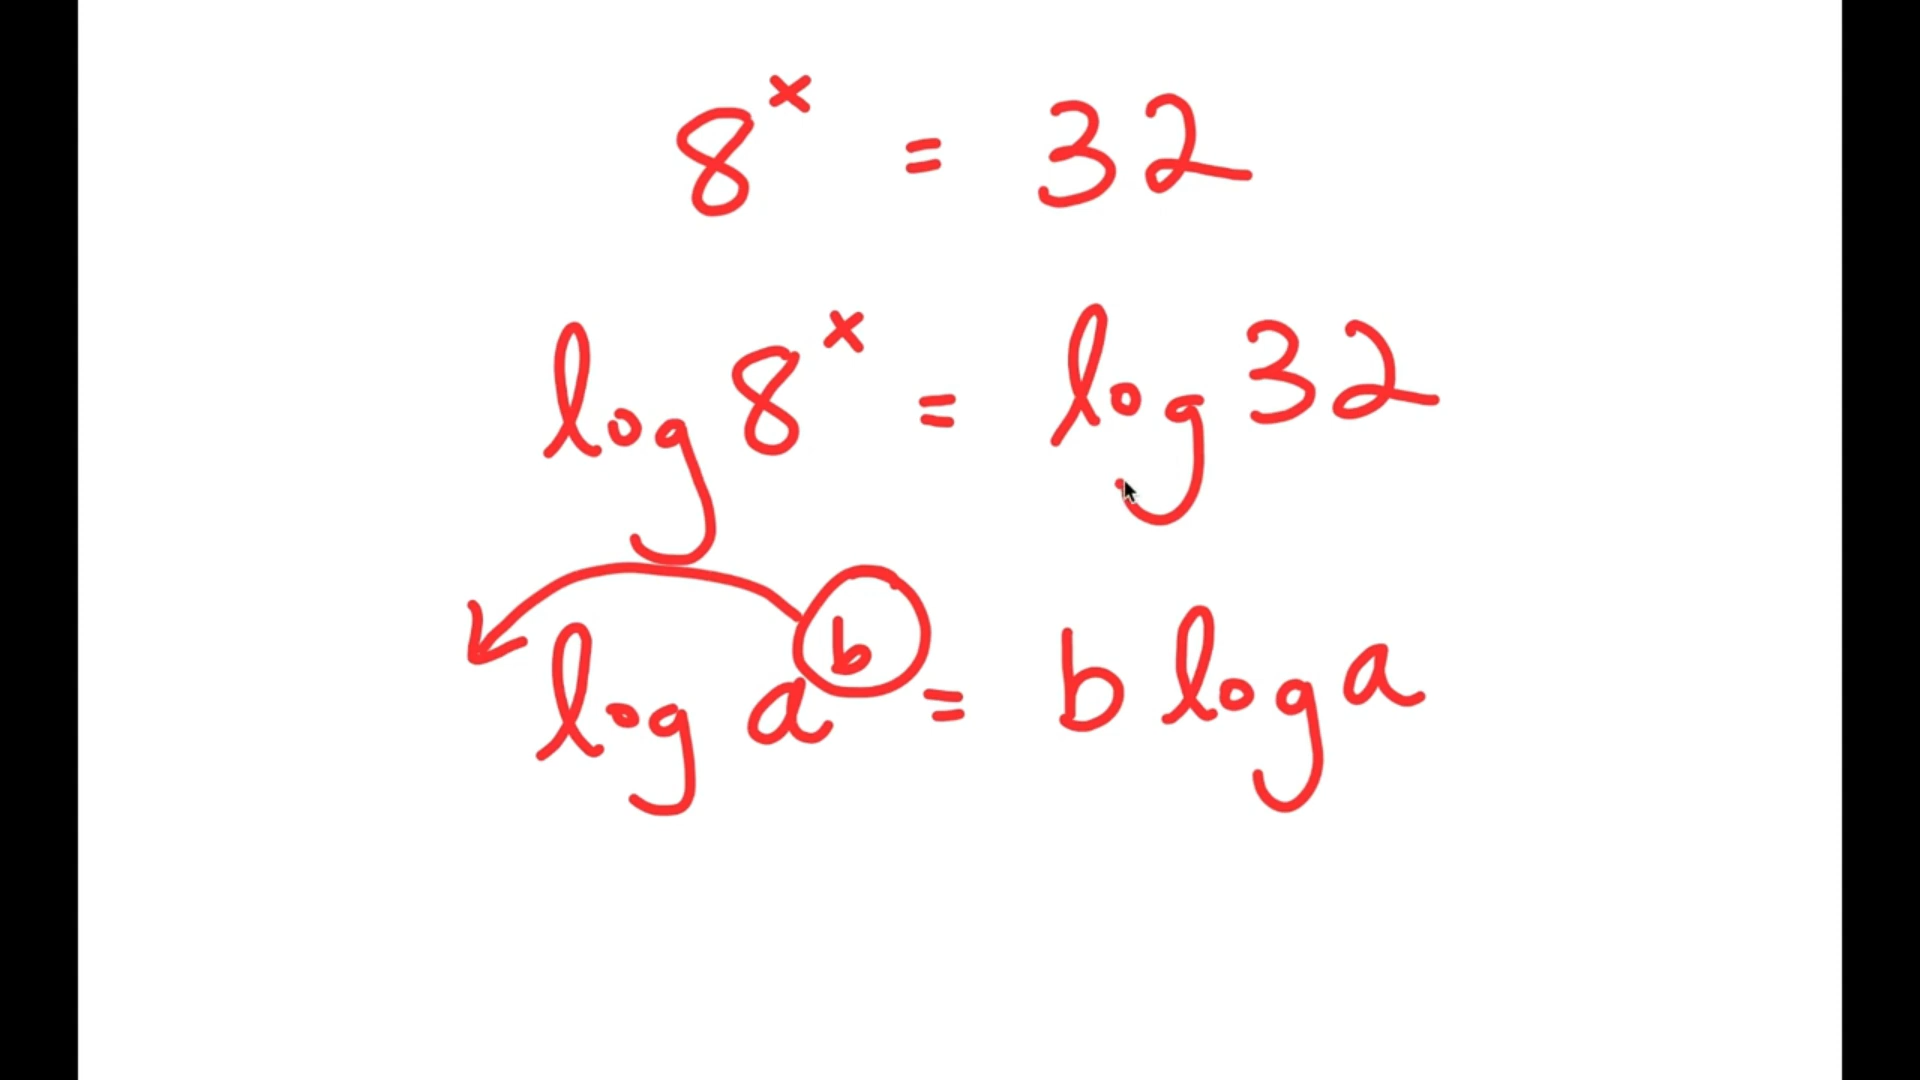 8^x = 32
log 8^x = log 32
log a^b = b log a